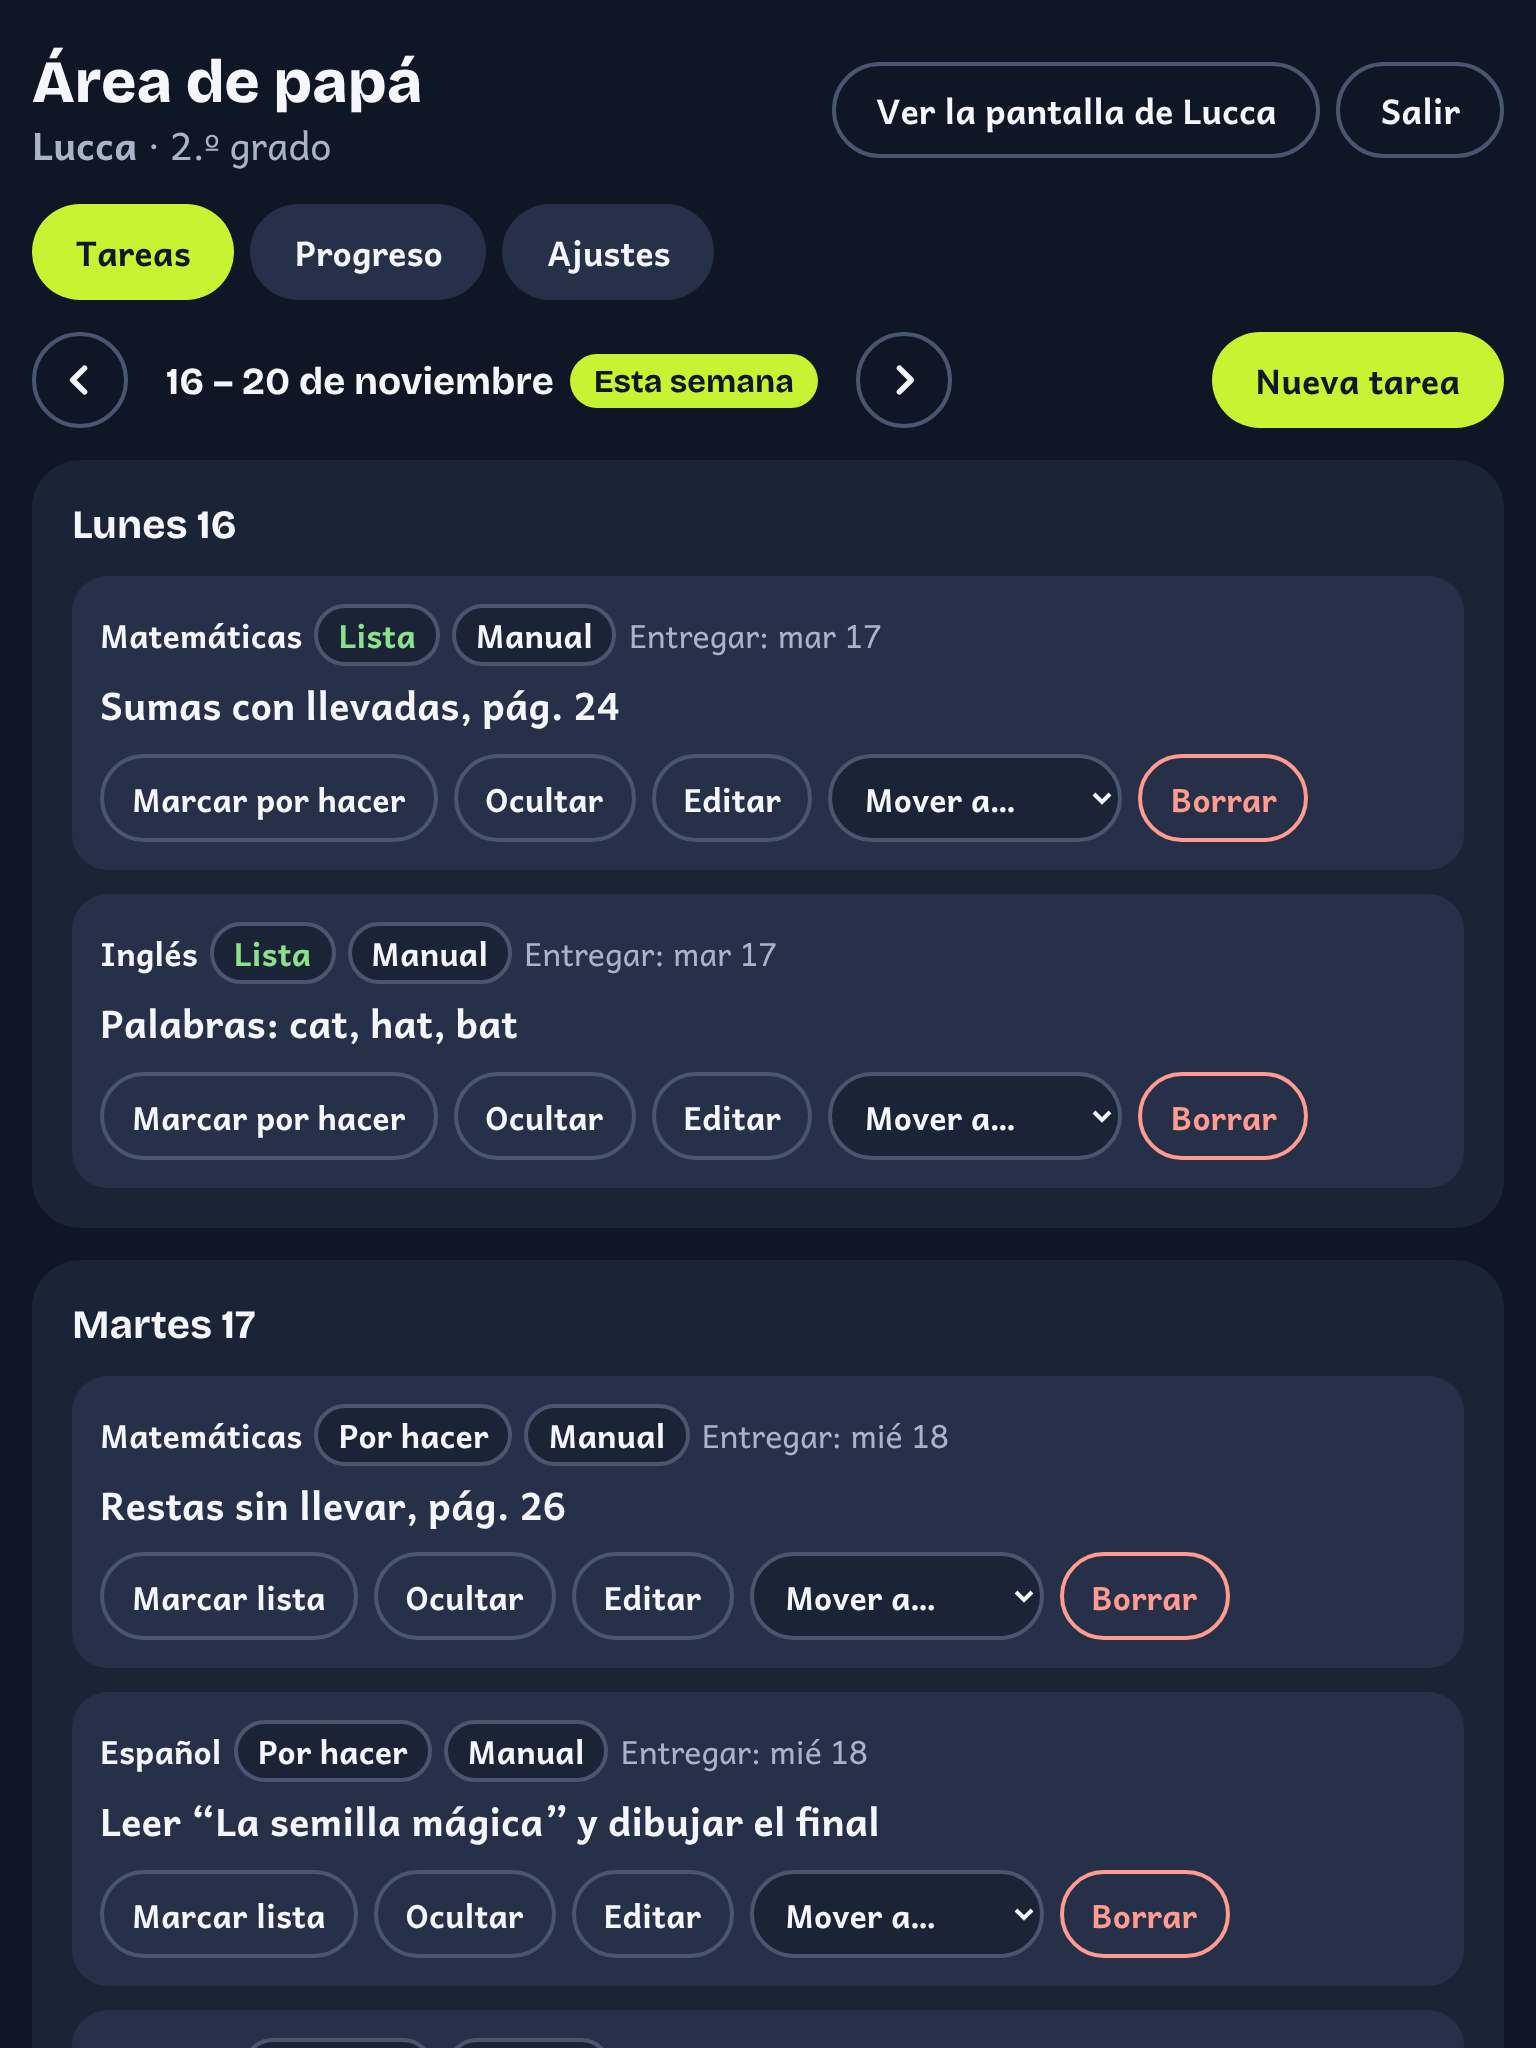 Área de papá
Lucca · 2.º grado
Ver la pantalla de Lucca
Salir
Tareas
Progreso
Ajustes
16 – 20 de noviembre
Esta semana
Nueva tarea
Lunes 16
Matemáticas Lista Manual Entregar: mar 17
Sumas con llevadas, pág. 24
Marcar por hacer Ocultar Editar Mover a... Borrar
Inglés Lista Manual Entregar: mar 17
Palabras: cat, hat, bat
Marcar por hacer Ocultar Editar Mover a... Borrar
Martes 17
Matemáticas Por hacer Manual Entregar: mié 18
Restas sin llevar, pág. 26
Marcar lista Ocultar Editar Mover a... Borrar
Español Por hacer Manual Entregar: mié 18
Leer “La semilla mágica” y dibujar el final
Marcar lista Ocultar Editar Mover a... Borrar